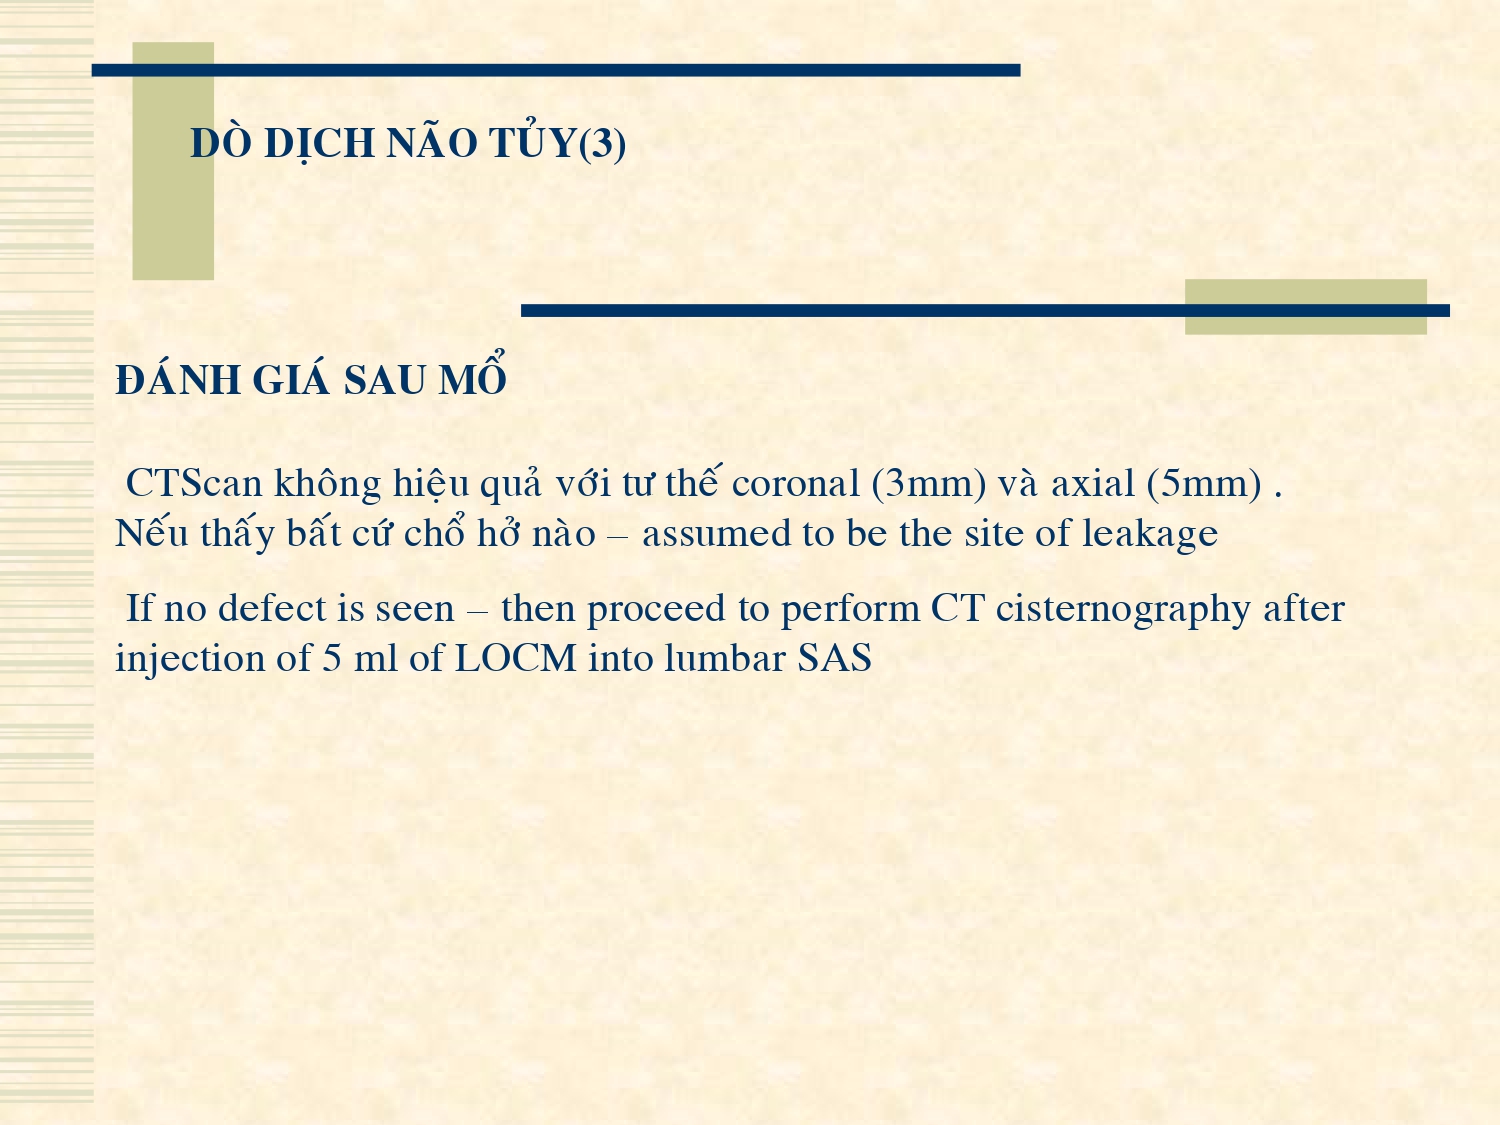 DÒ DỊCH NÃO TỦY(3)
ĐÁNH GIÁ SAU MỔ
CTScan không hiệu quả với tư thế coronal (3mm) và axial (5mm) .
Nếu thấy bất cứ chổ hở nào – assumed to be the site of leakage
If no defect is seen – then proceed to perform CT cisternography after
injection of 5 ml of LOCM into lumbar SAS